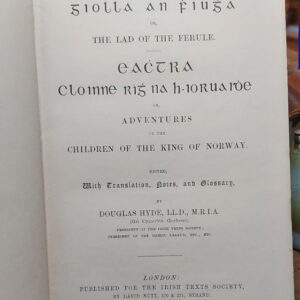 giolla an fiuga
OR,
THE LAD OF THE FERULE.
eaċtra
cloinne riġ na h-ioruaiḋe
OR,
ADVENTURES
OF THE
CHILDREN OF THE KING OF NORWAY.
EDITED,
With Translation, Notes, and Glossary,
BY
DOUGLAS HYDE, LL.D., M.R.I.A.
PRESIDENT OF THE IRISH TEXTS SOCIETY,
PRESIDENT OF THE GAELIC LEAGUE, ETC., ETC.
LONDON:
PUBLISHED FOR THE IRISH TEXTS SOCIETY,
BY DAVID NUTT, 270 & 271, STRAND.